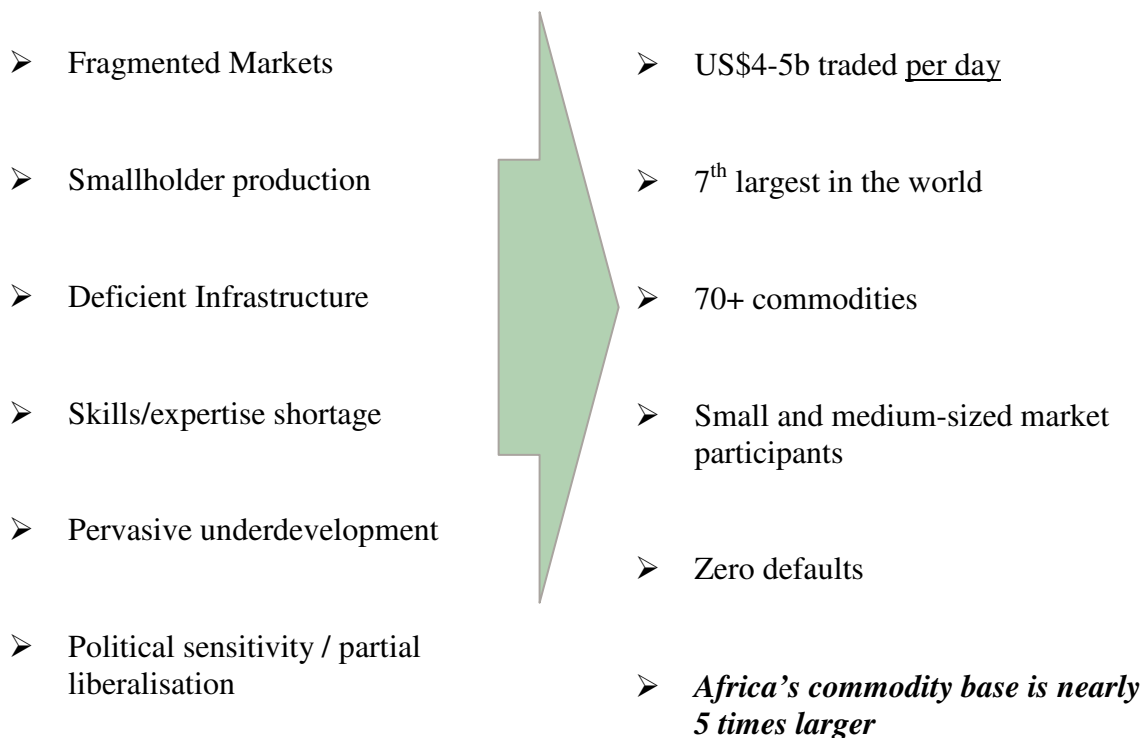 ➢ Fragmented Markets
➢ Smallholder production
➢ Deficient Infrastructure
➢ Skills/expertise shortage
➢ Pervasive underdevelopment
➢ Political sensitivity / partial
liberalisation
➢ US$4-5b traded per day
➢ 7th largest in the world
➢ 70+ commodities
➢ Small and medium-sized market
participants
➢ Zero defaults
➢ Africa’s commodity base is nearly
5 times larger